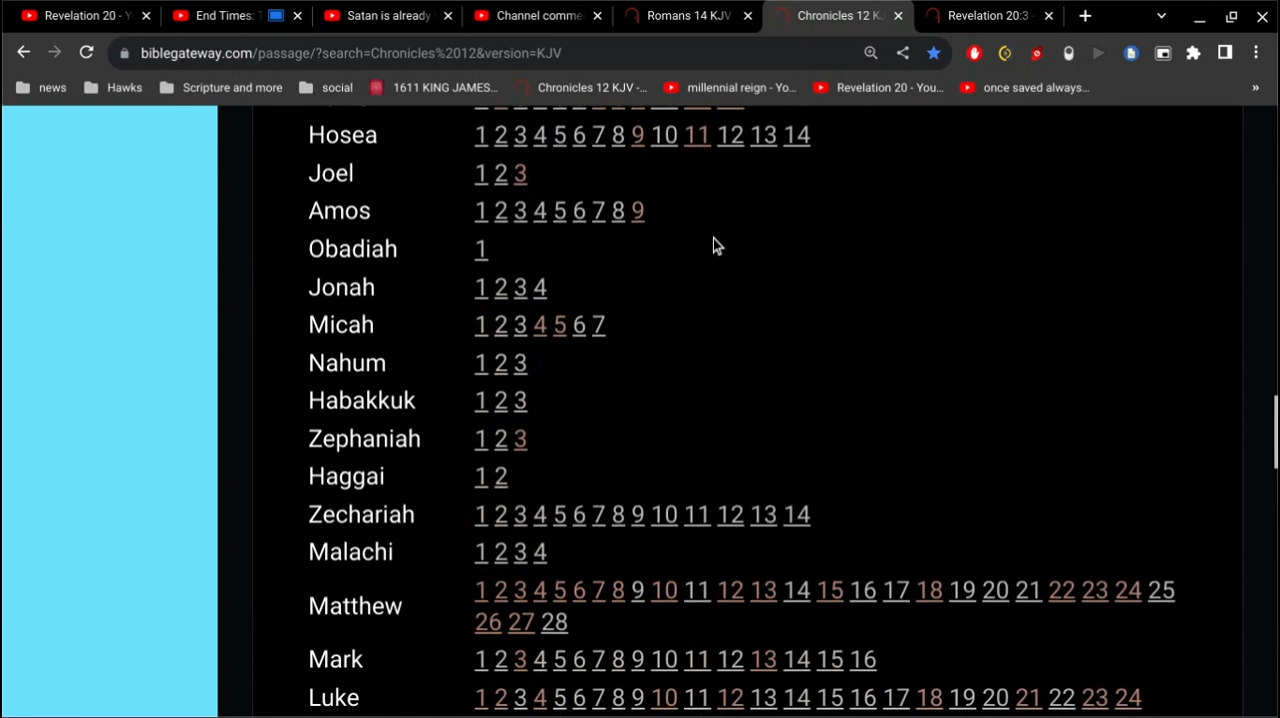 Revelation 20 - Y
End Times: T
Satan is already
Channel comme
Romans 14 KJV
Chronicles 12 KJ
Revelation 20:3
biblegateway.com/passage/?search=Chronicles%2012&version=KJV
news
Hawks
Scripture and more
social
1611 KING JAMES...
Chronicles 12 KJV -...
millennial reign - Yo...
Revelation 20 - You...
once saved always...
»
Hosea 1 2 3 4 5 6 7 8 9 10 11 12 13 14
Joel 1 2 3
Amos 1 2 3 4 5 6 7 8 9
Obadiah 1
Jonah 1 2 3 4
Micah 1 2 3 4 5 6 7
Nahum 1 2 3
Habakkuk 1 2 3
Zephaniah 1 2 3
Haggai 1 2
Zechariah 1 2 3 4 5 6 7 8 9 10 11 12 13 14
Malachi 1 2 3 4
Matthew 1 2 3 4 5 6 7 8 9 10 11 12 13 14 15 16 17 18 19 20 21 22 23 24 25
26 27 28
Mark 1 2 3 4 5 6 7 8 9 10 11 12 13 14 15 16
Luke 1 2 3 4 5 6 7 8 9 10 11 12 13 14 15 16 17 18 19 20 21 22 23 24